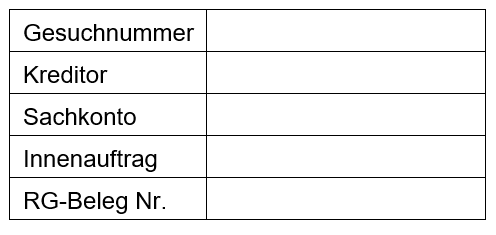 Gesuchnummer
Kreditor
Sachkonto
Innenauftrag
RG-Beleg Nr.